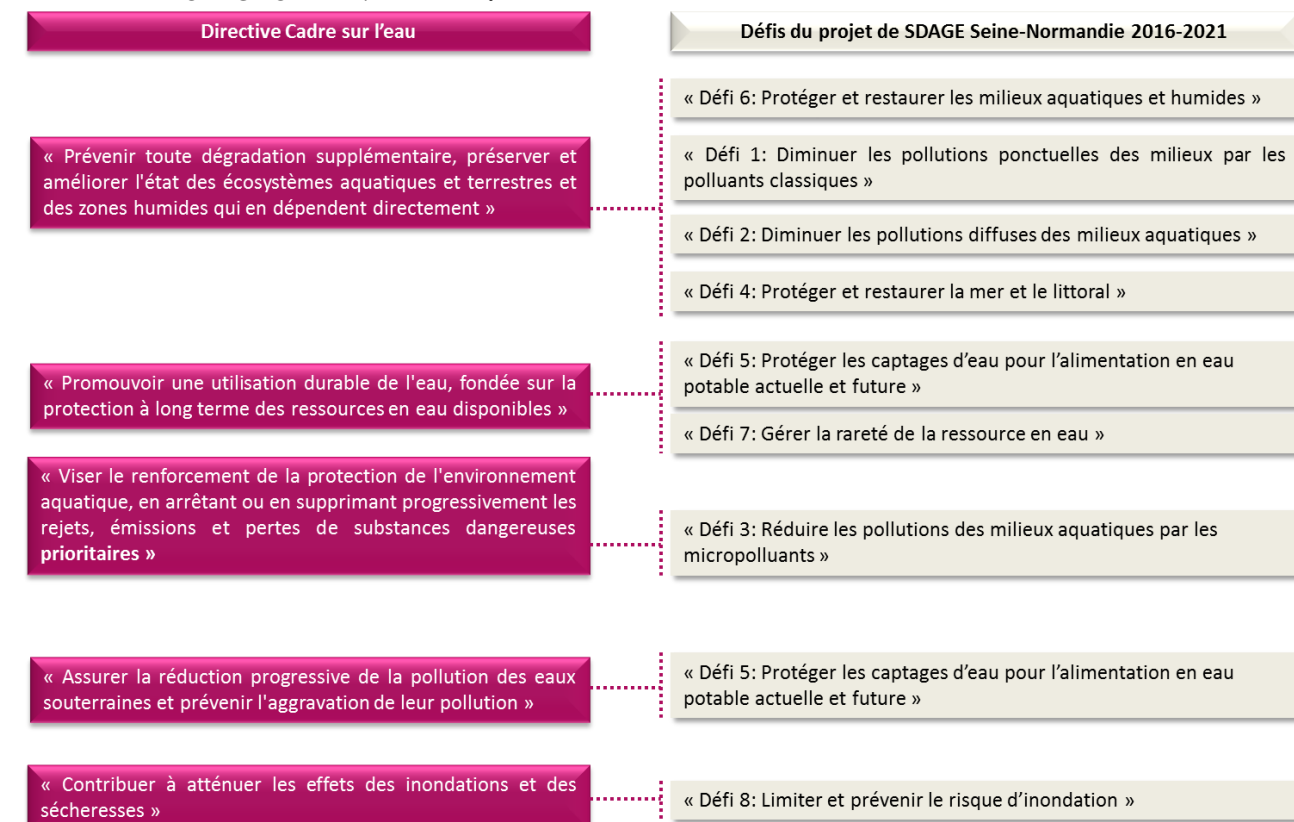 Directive Cadre sur l’eau
Défis du projet de SDAGE Seine-Normandie 2016-2021
« Prévenir toute dégradation supplémentaire, préserver et
améliorer l'état des écosystèmes aquatiques et terrestres et
des zones humides qui en dépendent directement »
« Défi 6: Protéger et restaurer les milieux aquatiques et humides »
« Défi 1: Diminuer les pollutions ponctuelles des milieux par les
polluants classiques »
« Défi 2: Diminuer les pollutions diffuses des milieux aquatiques »
« Défi 4: Protéger et restaurer la mer et le littoral »
« Promouvoir une utilisation durable de l'eau, fondée sur la
protection à long terme des ressources en eau disponibles »
« Défi 5: Protéger les captages d’eau pour l’alimentation en eau
potable actuelle et future »
« Défi 7: Gérer la rareté de la ressource en eau »
« Viser le renforcement de la protection de l'environnement
aquatique, en arrêtant ou en supprimant progressivement les
rejets, émissions et pertes de substances dangereuses
prioritaires »
« Défi 3: Réduire les pollutions des milieux aquatiques par les
micropolluants »
« Assurer la réduction progressive de la pollution des eaux
souterraines et prévenir l'aggravation de leur pollution »
« Défi 5: Protéger les captages d’eau pour l’alimentation en eau
potable actuelle et future »
« Contribuer à atténuer les effets des inondations et des
sécheresses »
« Défi 8: Limiter et prévenir le risque d’inondation »